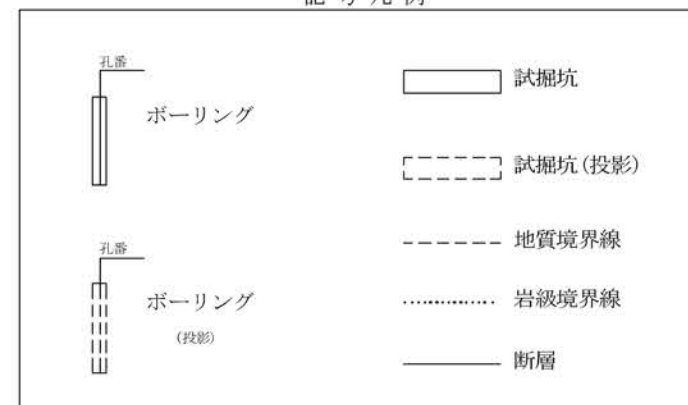 記号凡例
孔番
ボーリング
孔番
ボーリング
(投影)
試掘坑
試掘坑(投影)
地質境界線
岩級境界線
断層